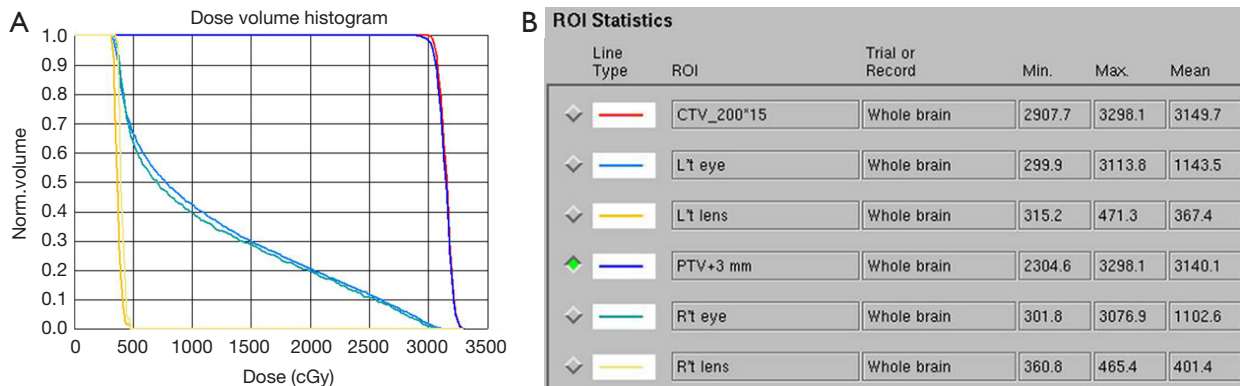 A
Dose volume histogram
Norm.volume
1.0
0.9
0.8
0.7
0.6
0.5
0.4
0.3
0.2
0.1
0.0
0 500 1000 1500 2000 2500 3000 3500
Dose (cGy)
B
ROI Statistics
Line Type ROI Trial or Record Min. Max. Mean
CTV_200*15 Whole brain 2907.7 3298.1 3149.7
L't eye Whole brain 299.9 3113.8 1143.5
L't lens Whole brain 315.2 471.3 367.4
PTV+3 mm Whole brain 2304.6 3298.1 3140.1
R't eye Whole brain 301.8 3076.9 1102.6
R't lens Whole brain 360.8 465.4 401.4